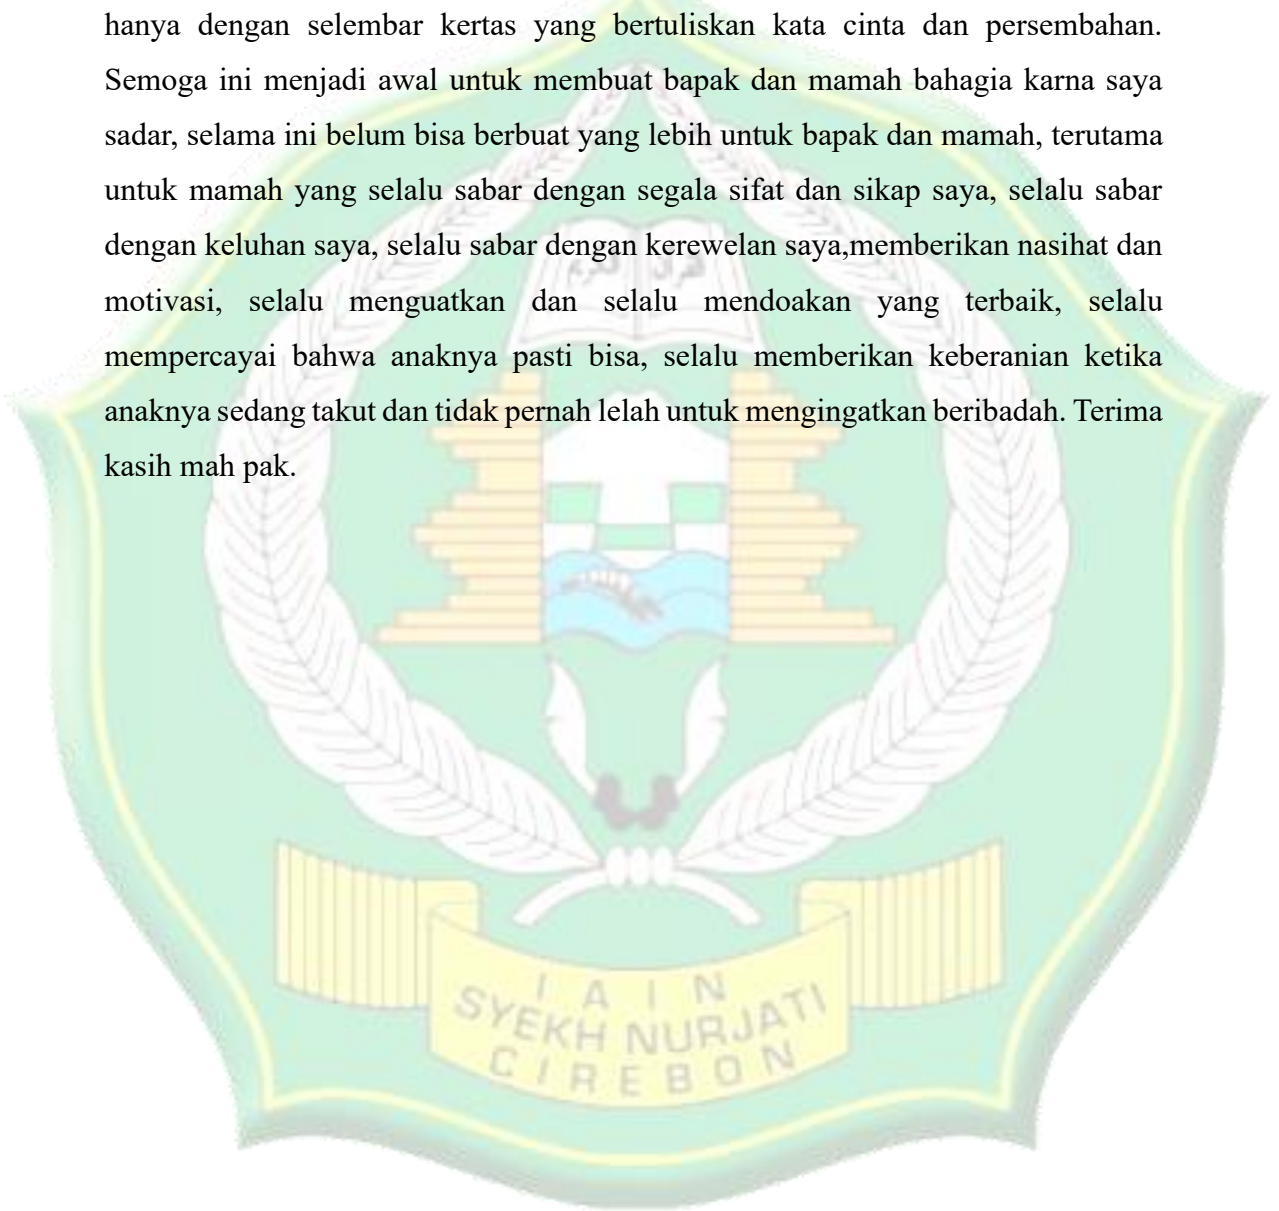 hanya dengan selembar kertas yang bertuliskan kata cinta dan persembahan.
Semoga ini menjadi awal untuk membuat bapak dan mamah bahagia karna saya
sadar, selama ini belum bisa berbuat yang lebih untuk bapak dan mamah, terutama
untuk mamah yang selalu sabar dengan segala sifat dan sikap saya, selalu sabar
dengan keluhan saya, selalu sabar dengan kerewelan saya,memberikan nasihat dan
motivasi, selalu menguatkan dan selalu mendoakan yang terbaik, selalu
mempercayai bahwa anaknya pasti bisa, selalu memberikan keberanian ketika
anaknya sedang takut dan tidak pernah lelah untuk mengingatkan beribadah. Terima
kasih mah pak.
IAIN
SYEKH NURJATI
CIREBON